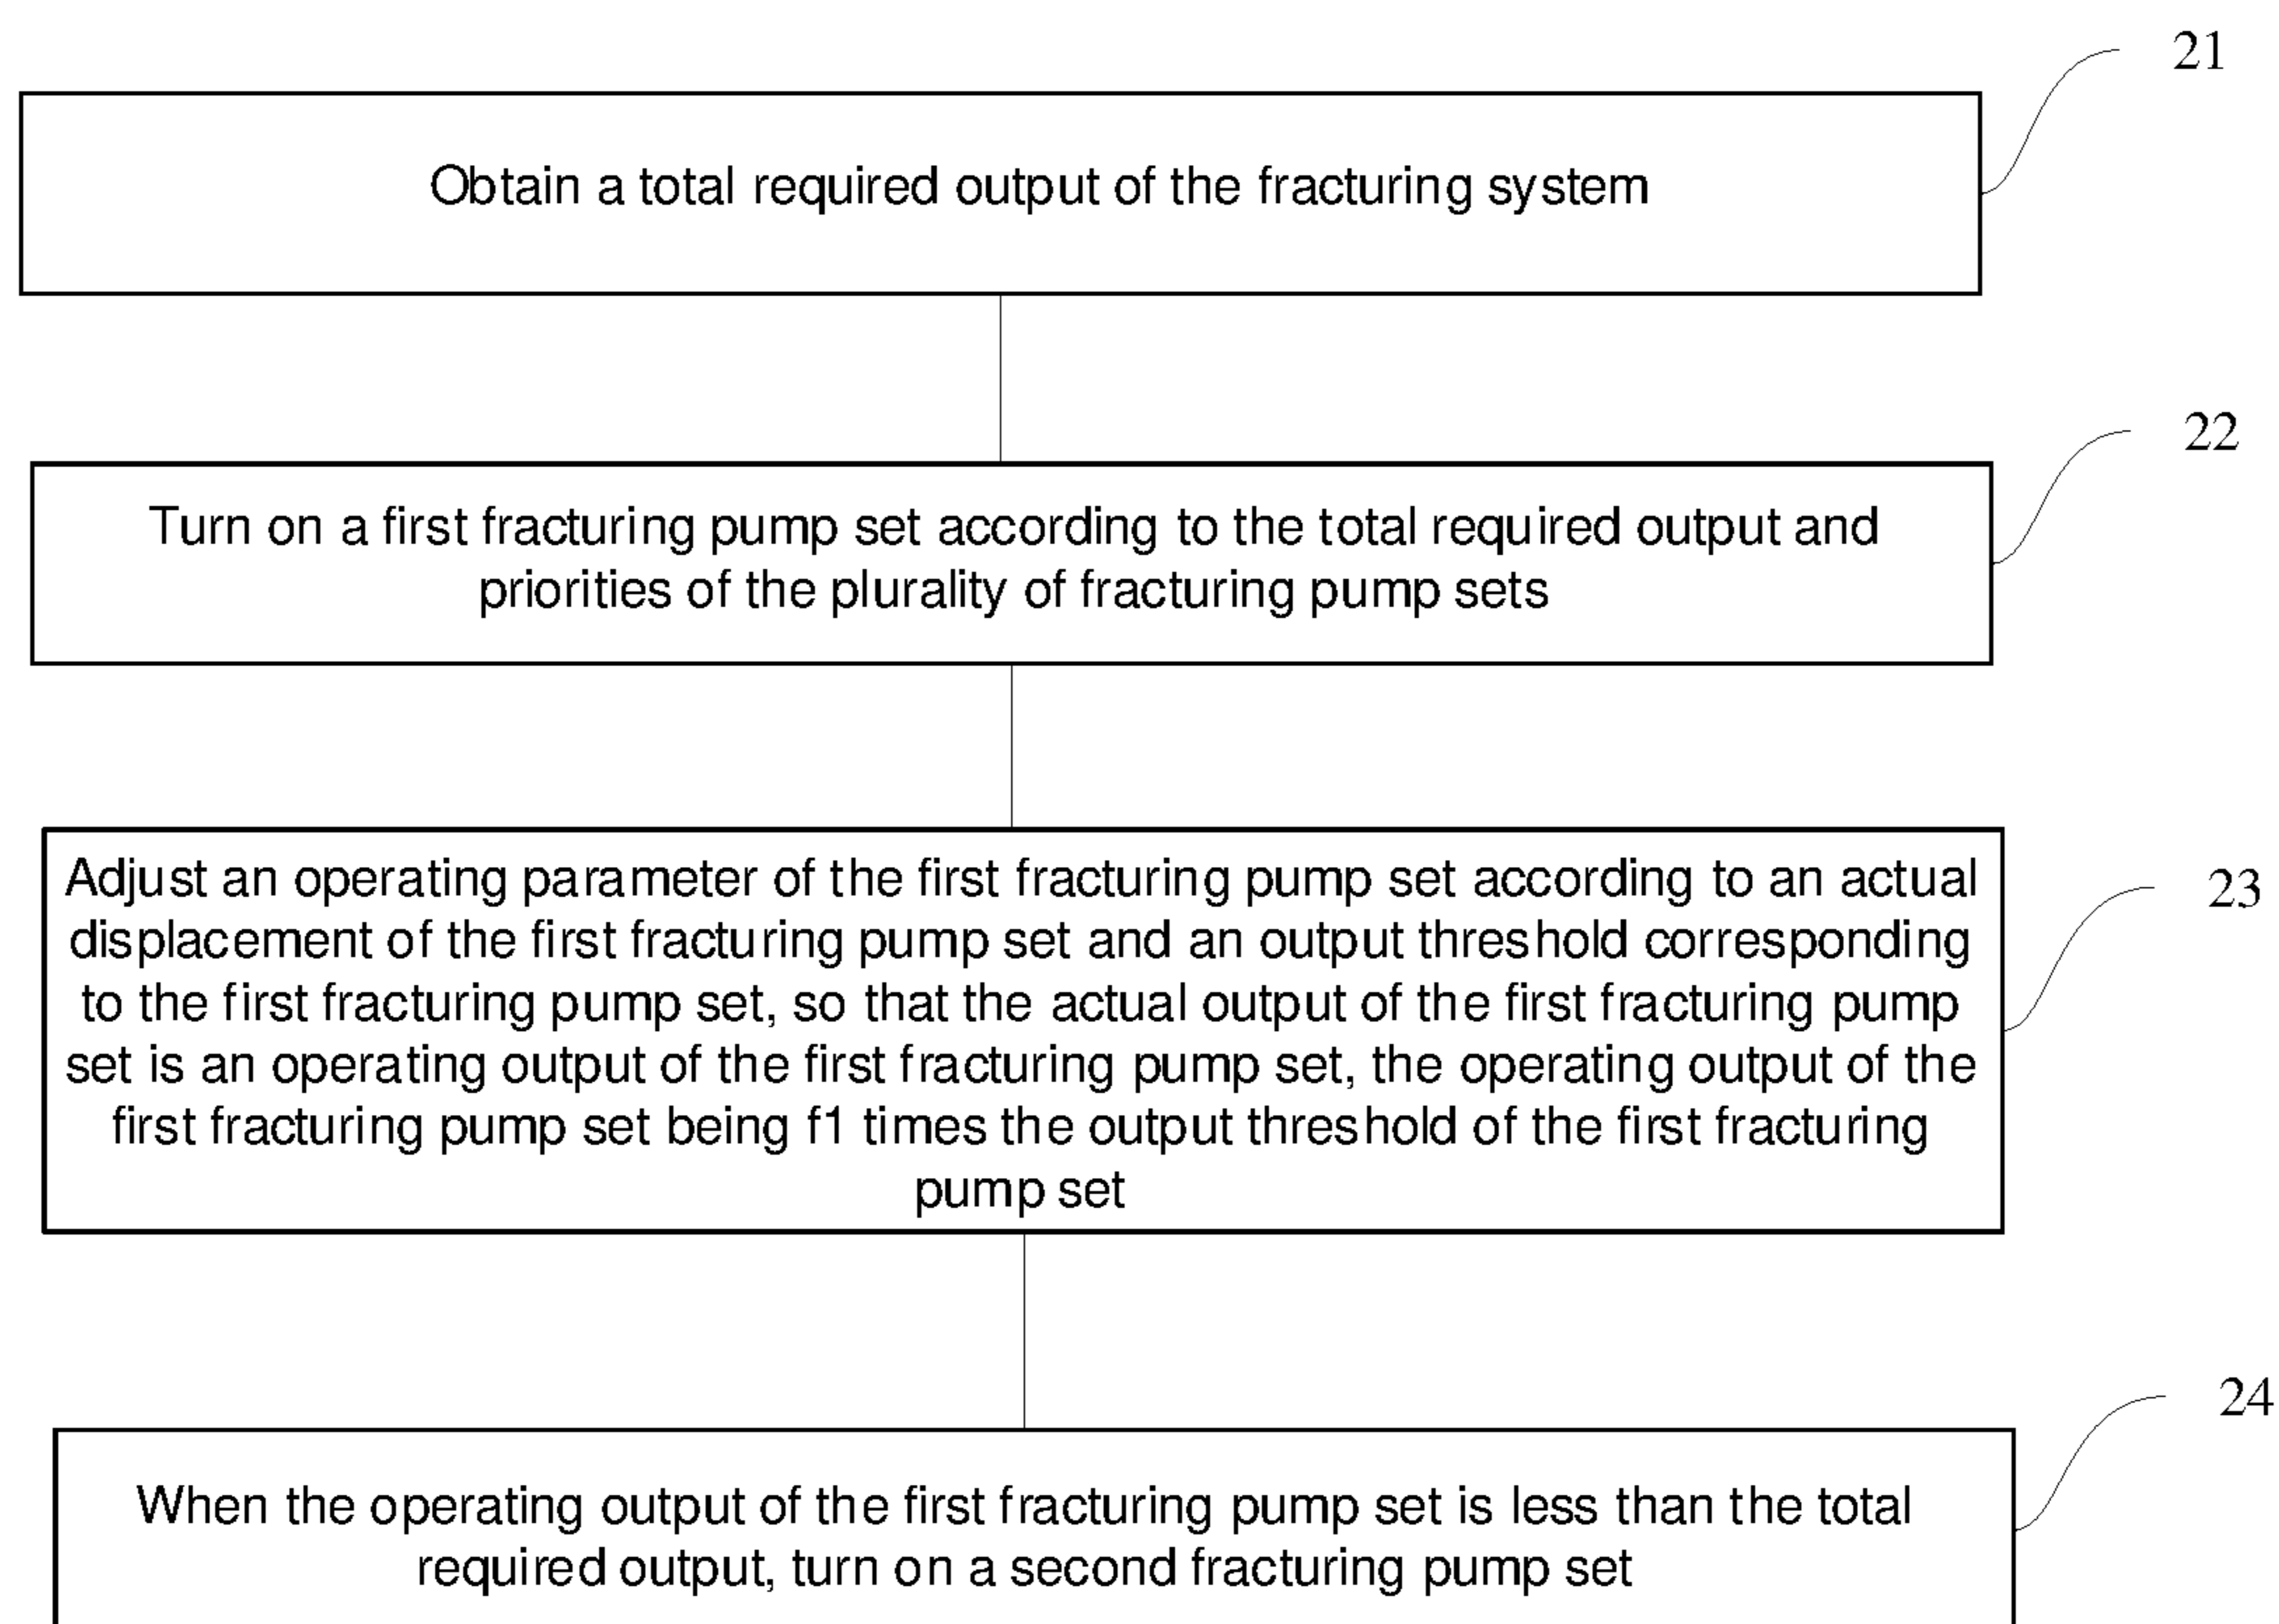 21
Obtain a total required output of the fracturing system
22
Turn on a first fracturing pump set according to the total required output and
priorities of the plurality of fracturing pump sets
23
Adjust an operating parameter of the first fracturing pump set according to an actual
displacement of the first fracturing pump set and an output threshold corresponding
to the first fracturing pump set, so that the actual output of the first fracturing pump
set is an operating output of the first fracturing pump set, the operating output of the
first fracturing pump set being f1 times the output threshold of the first fracturing
pump set
24
When the operating output of the first fracturing pump set is less than the total
required output, turn on a second fracturing pump set